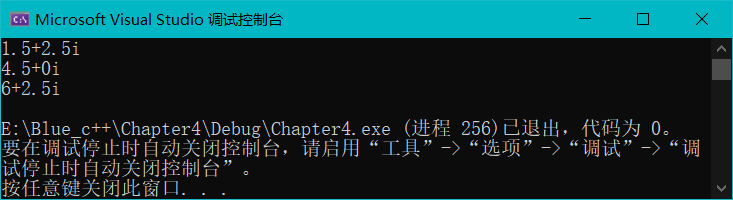 Microsoft Visual Studio 调试控制台
1.5+2.5i
4.5+0i
6+2.5i
E:\Blue_c++\Chapter4\Debug\Chapter4.exe (进程 256)已退出，代码为 0。
要在调试停止时自动关闭控制台，请启用“工具”->“选项”->“调试”->“调
试停止时自动关闭控制台”。
按任意键关闭此窗口. . .